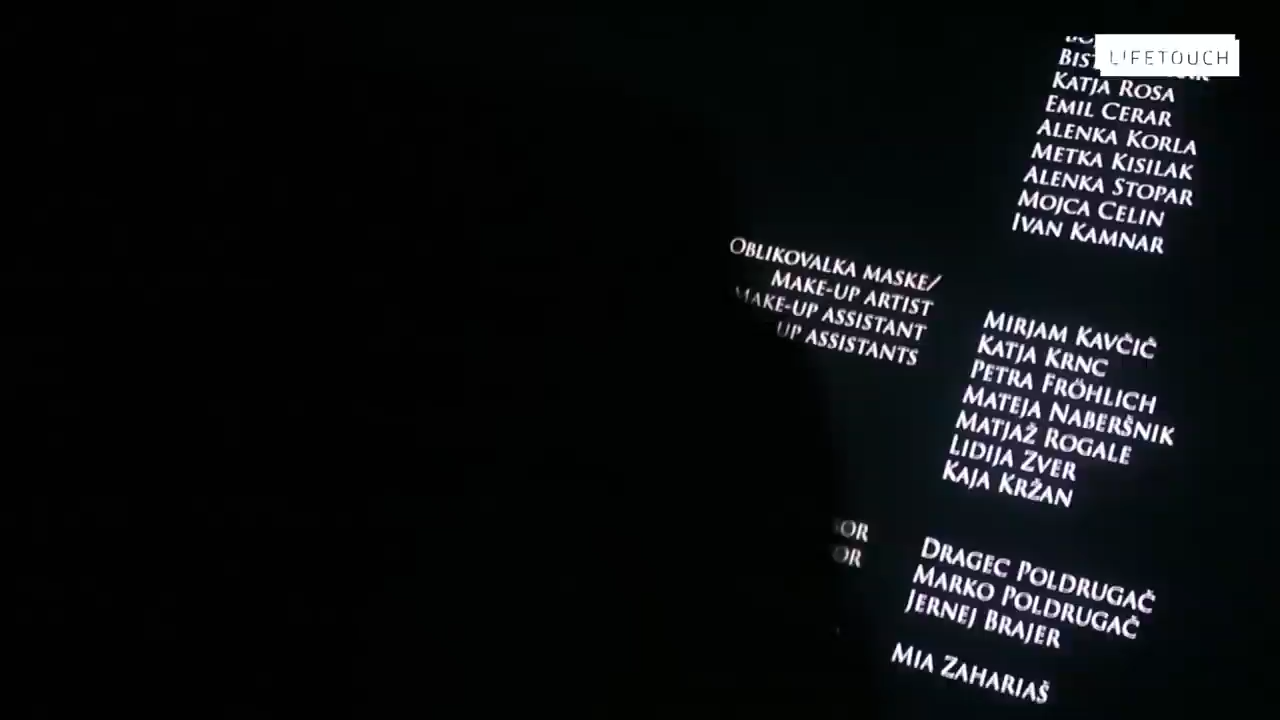 LIFETOUCH
KATJA ROSA
EMIL CERAR
ALENKA KORLA
METKA KISILAK
ALENKA STOPAR
MOJCA CELIN
IVAN KAMNAR
OBLIKOVALKA MASKE/
MAKE-UP ARTIST
MAKE-UP ASSISTANT
UP ASSISTANTS
MIRJAM KAVČIČ
KATJA KRNC
PETRA FRÖHLICH
MATEJA NABERŠNIK
MATJAŽ ROGALE
LIDIJA ZVER
KAJA KRŽAN
DRAGEC POLDRUGAČ
MARKO POLDRUGAČ
JERNEJ BRAJER
MIA ZAHARIAŠ